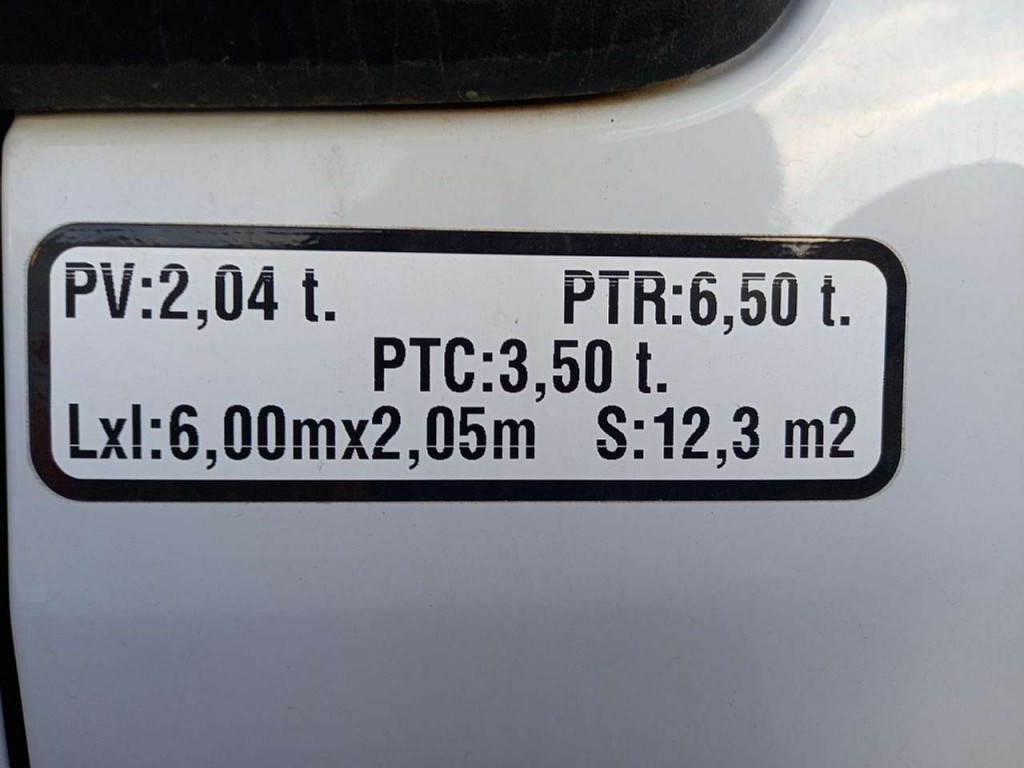 PV:2,04 t. PTR:6,50 t.
PTC:3,50 t.
Lxl:6,00mx2,05m S:12,3 m2